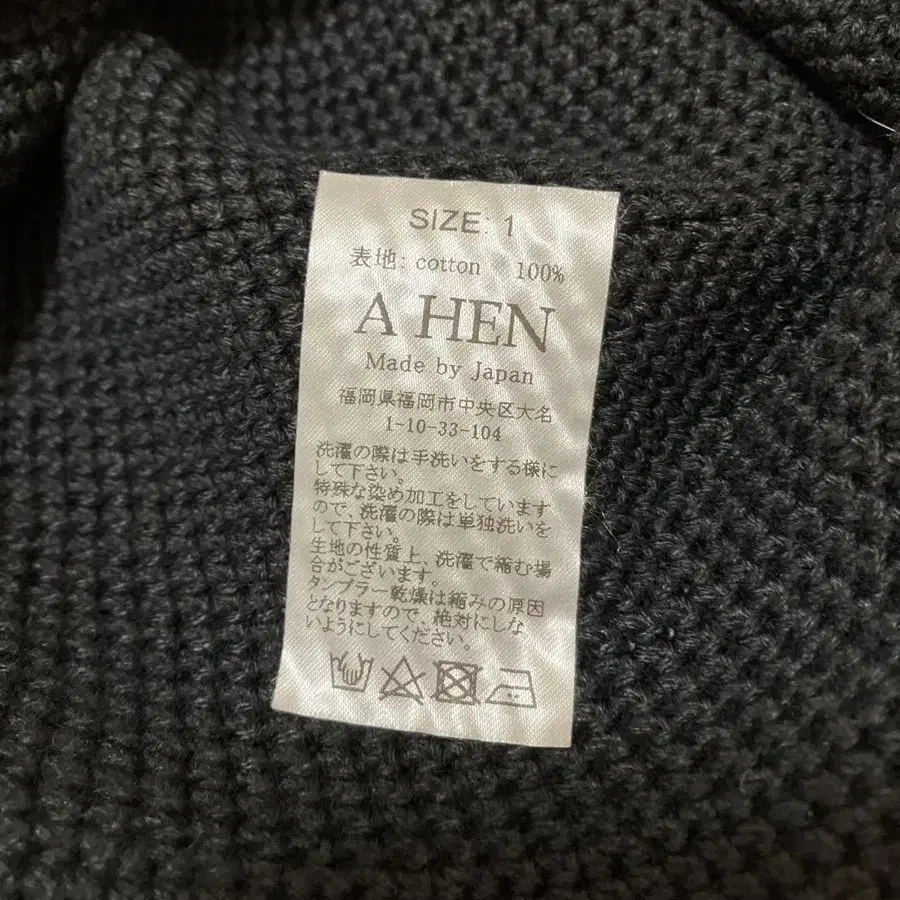 SIZE: 1
表地: cotton 100%
A HEN
Made by Japan
福岡県福岡市中央区大名
1-10-33-104
洗濯の際は手洗いをする様に
して下さい。
特殊な染め加工をしています
ので、洗濯の際は単独洗いを
して下さい。
生地の性質上、洗濯で縮む場
合がございます。
タンブラー乾燥は縮みの原因
となりますので、絶対にしな
いようにしてください。